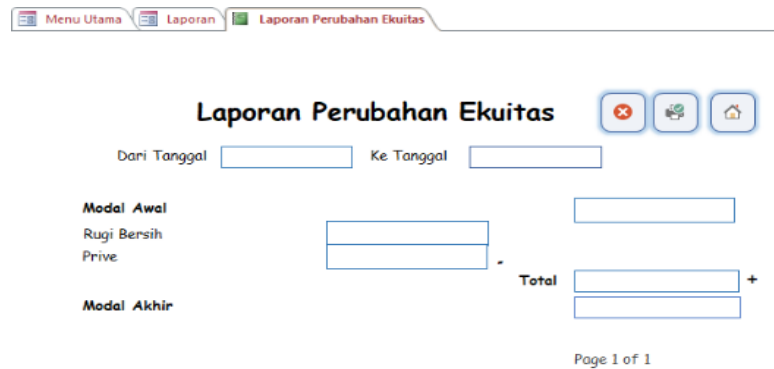 Menu Utama Laporan Laporan Perubahan Ekuitas
Laporan Perubahan Ekuitas
Dari Tanggal Ke Tanggal
Modal Awal
Rugi Bersih
Prive -
Total +
Modal Akhir
Page 1 of 1